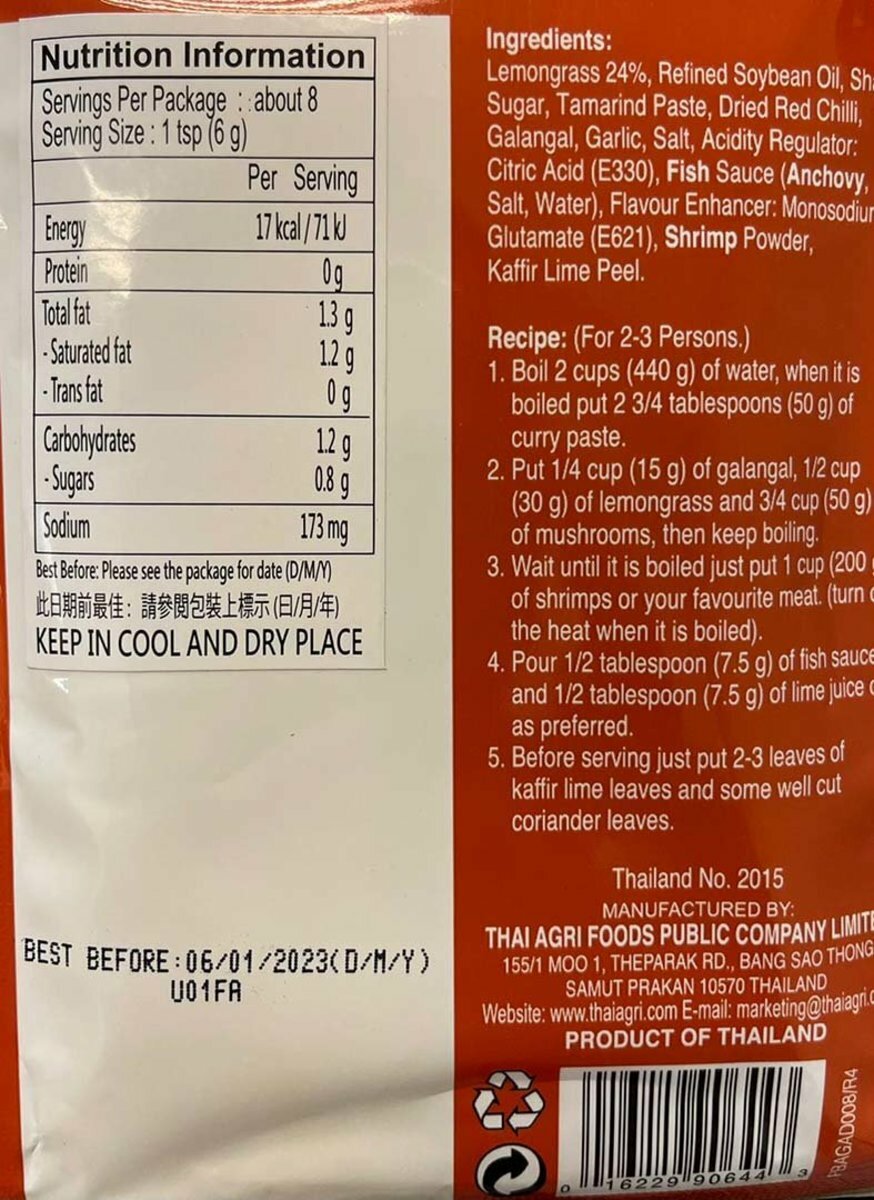 Nutrition Information
Servings Per Package : : about 8
Serving Size : 1 tsp (6 g)
Per Serving
Energy 17 kcal / 71 kJ
Protein 0 g
Total fat 1.3 g
- Saturated fat 1.2 g
- Trans fat 0 g
Carbohydrates 1.2 g
- Sugars 0.8 g
Sodium 173 mg
Best Before: Please see the package for date (D/M/Y)
此日期前最佳: 請參閱包裝上標示 (日/月/年)
KEEP IN COOL AND DRY PLACE
BEST BEFORE:06/01/2023(D/M/Y)
U01FA
Ingredients:
Lemongrass 24%, Refined Soybean Oil,
Sugar, Tamarind Paste, Dried Red Chilli,
Galangal, Garlic, Salt, Acidity Regulator:
Citric Acid (E330), Fish Sauce (Anchovy,
Salt, Water), Flavour Enhancer: Monosodium
Glutamate (E621), Shrimp Powder,
Kaffir Lime Peel.
Recipe: (For 2-3 Persons.)
1. Boil 2 cups (440 g) of water, when it is
boiled put 2 3/4 tablespoons (50 g) of
curry paste.
2. Put 1/4 cup (15 g) of galangal, 1/2 cup
(30 g) of lemongrass and 3/4 cup (50 g)
of mushrooms, then keep boiling.
3. Wait until it is boiled just put 1 cup (200
of shrimps or your favourite meat. (turn
the heat when it is boiled).
4. Pour 1/2 tablespoon (7.5 g) of fish sauce
and 1/2 tablespoon (7.5 g) of lime juice
as preferred.
5. Before serving just put 2-3 leaves of
kaffir lime leaves and some well cut
coriander leaves.
Thailand No. 2015
MANUFACTURED BY:
THAI AGRI FOODS PUBLIC COMPANY LIMITE
155/1 MOO 1, THEPARAK RD., BANG SAO THONG
SAMUT PRAKAN 10570 THAILAND
Website: www.thaiagri.com E-mail: marketing@thaiagri.c
PRODUCT OF THAILAND
0 16229 90644 3
FBAGAD008/R4